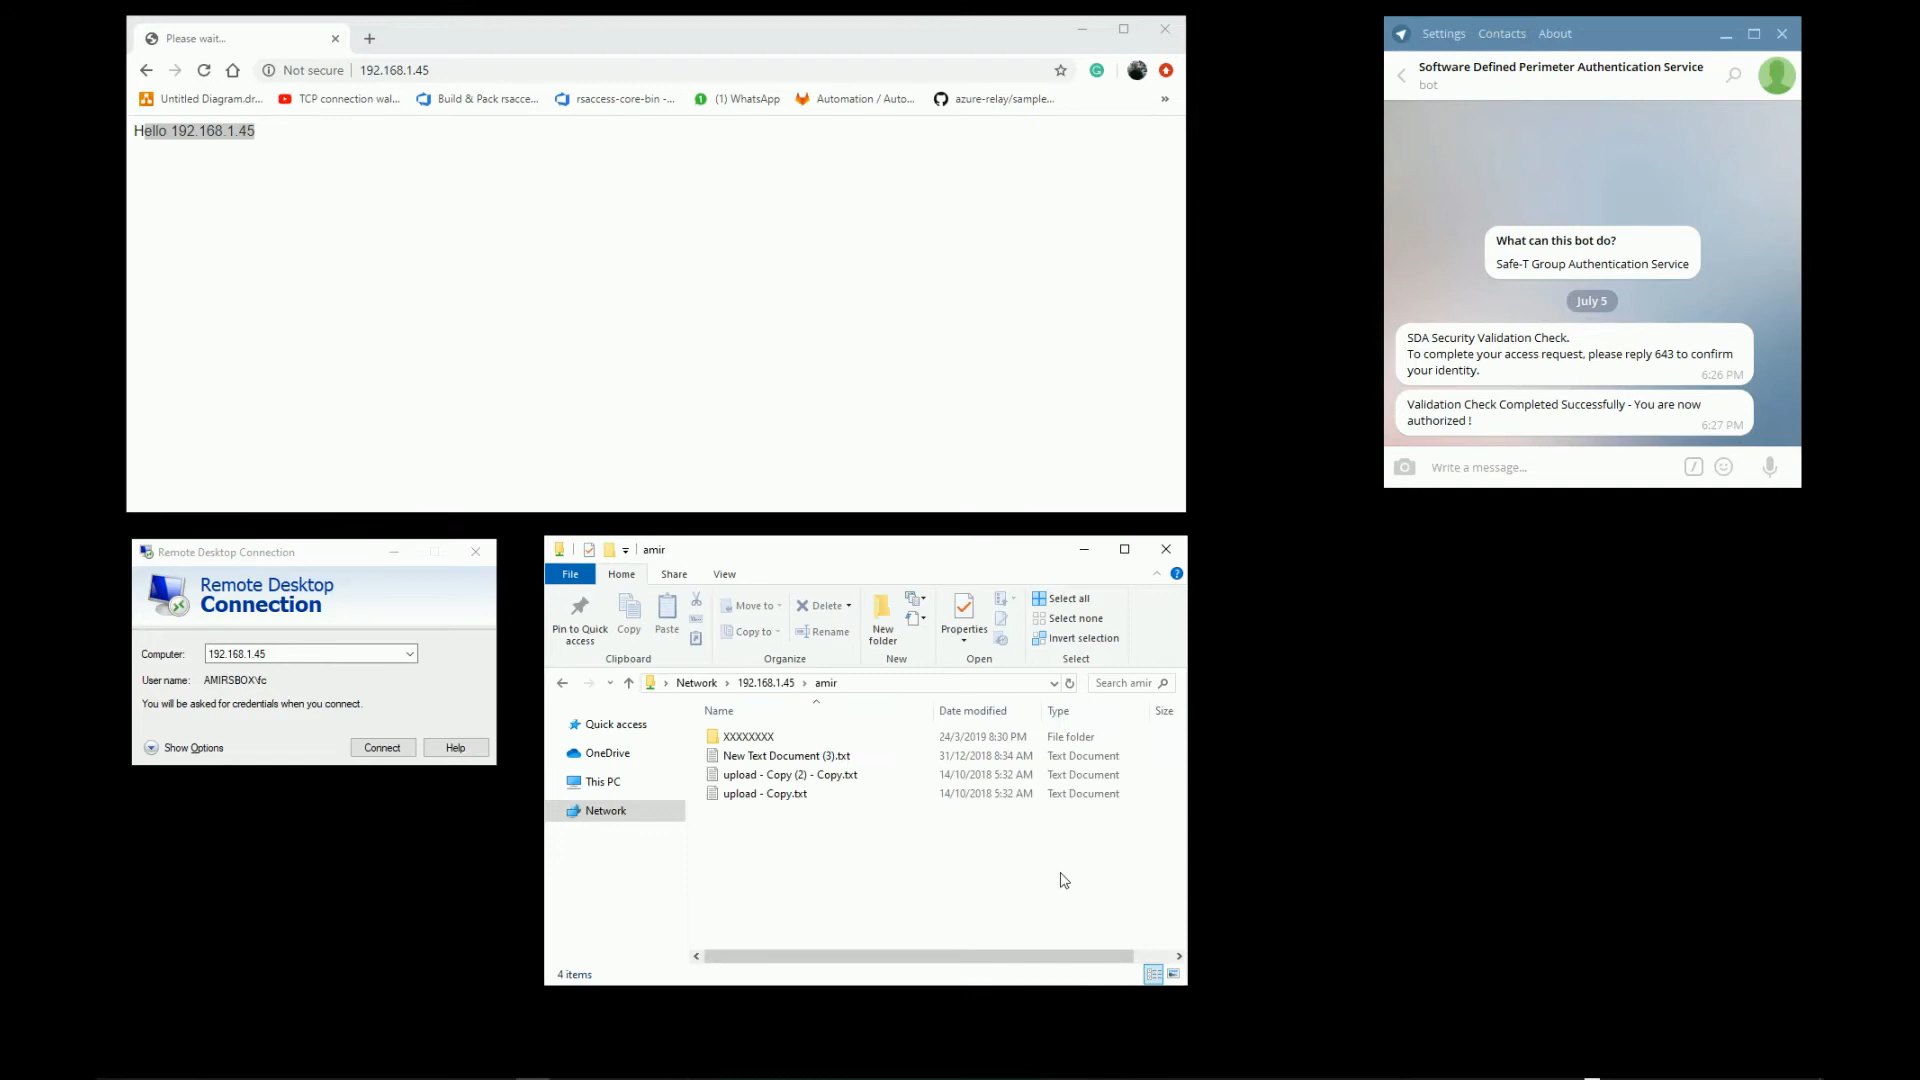 Please wait...
Not secure
192.168.1.45
Untitled Diagram.dr...
TCP connection wal...
Build & Pack rsacce...
rsaccess-core-bin -...
(1) WhatsApp
Automation / Auto...
azure-relay/sample...
»
Hello 192.168.1.45
Settings
Contacts
About
Software Defined Perimeter Authentication Service
bot
What can this bot do?
Safe-T Group Authentication Service
July 5
SDA Security Validation Check.
To complete your access request, please reply 643 to confirm
your identity.
6:26 PM
Validation Check Completed Successfully - You are now
authorized !
6:27 PM
Write a message...
Remote Desktop Connection
Remote Desktop
Connection
Computer:
192.168.1.45
User name:
AMIRSBOX\fc
You will be asked for credentials when you connect.
Show Options
Connect
Help
amir
File
Home
Share
View
Pin to Quick
access
Copy
Paste
Clipboard
Move to
Copy to
Delete
Rename
Organize
New
folder
New
Properties
Open
Select all
Select none
Invert selection
Select
Network
192.168.1.45
amir
Search amir
Quick access
OneDrive
This PC
Network
Name
Date modified
Type
Size
XXXXXXXX
24/3/2019 8:30 PM
File folder
New Text Document (3).txt
31/12/2018 8:34 AM
Text Document
upload - Copy (2) - Copy.txt
14/10/2018 5:32 AM
Text Document
upload - Copy.txt
14/10/2018 5:32 AM
Text Document
4 items